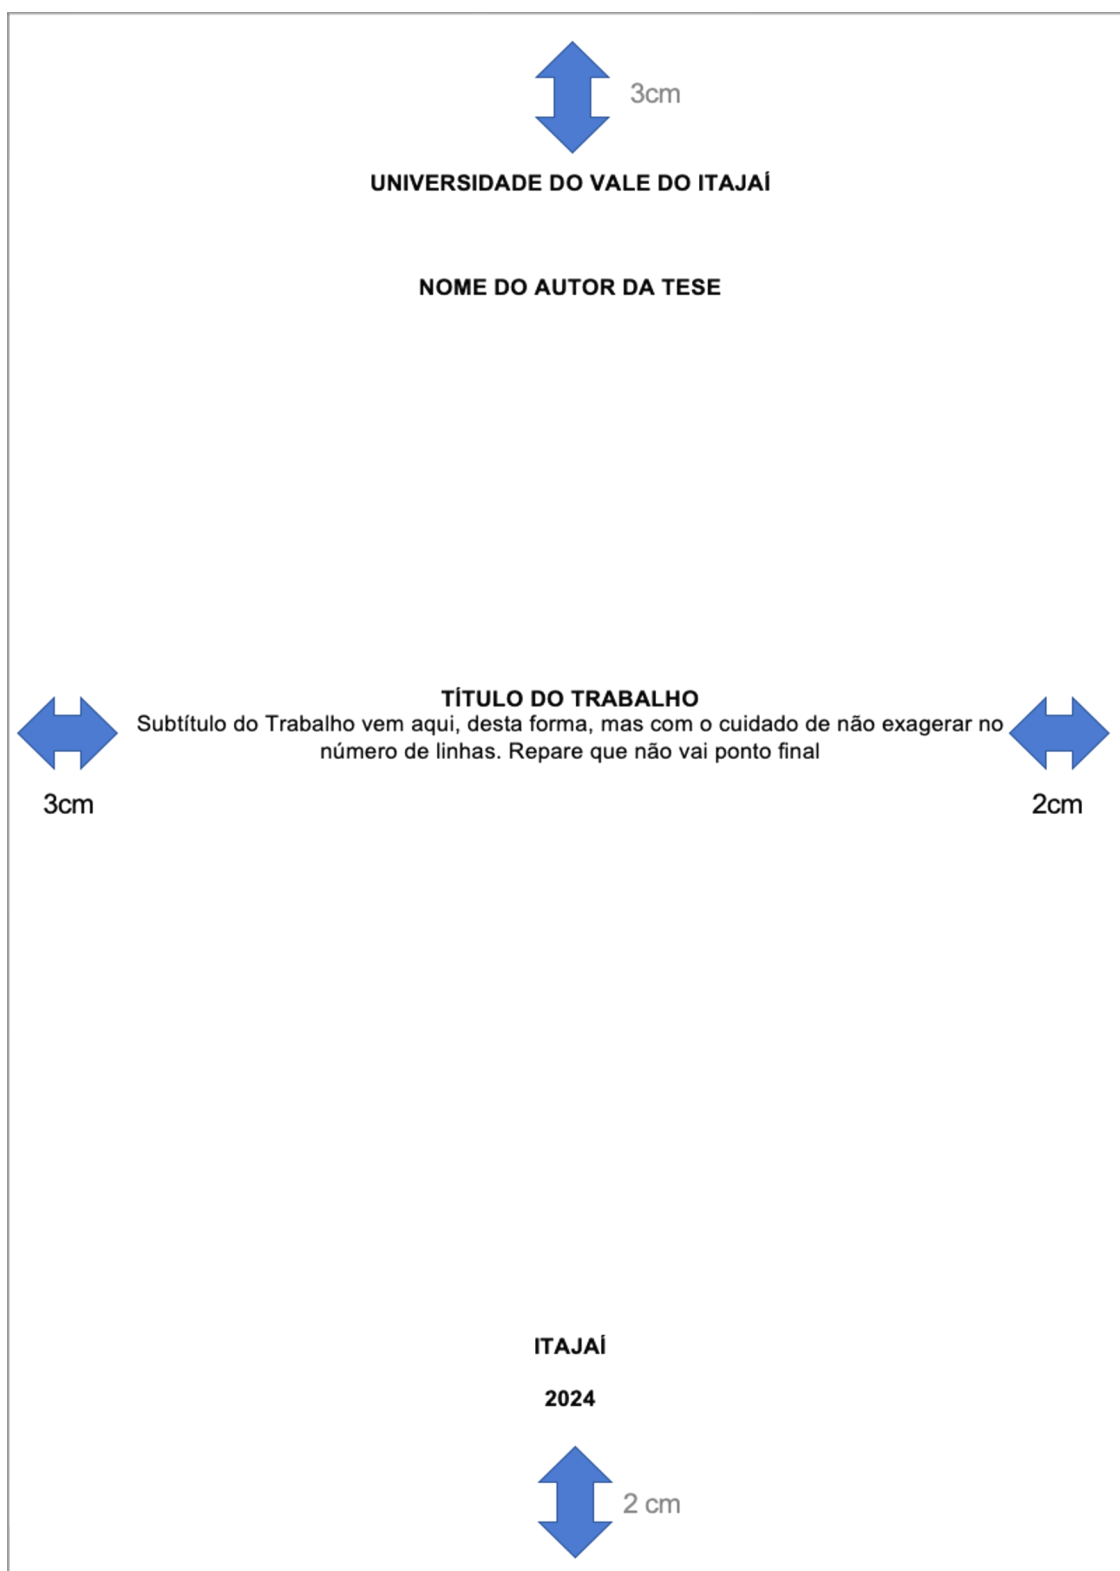 3cm
UNIVERSIDADE DO VALE DO ITAJAÍ
NOME DO AUTOR DA TESE
TÍTULO DO TRABALHO
Subtítulo do Trabalho vem aqui, desta forma, mas com o cuidado de não exagerar no
número de linhas. Repare que não vai ponto final
3cm
2cm
ITAJAÍ
2024
2 cm